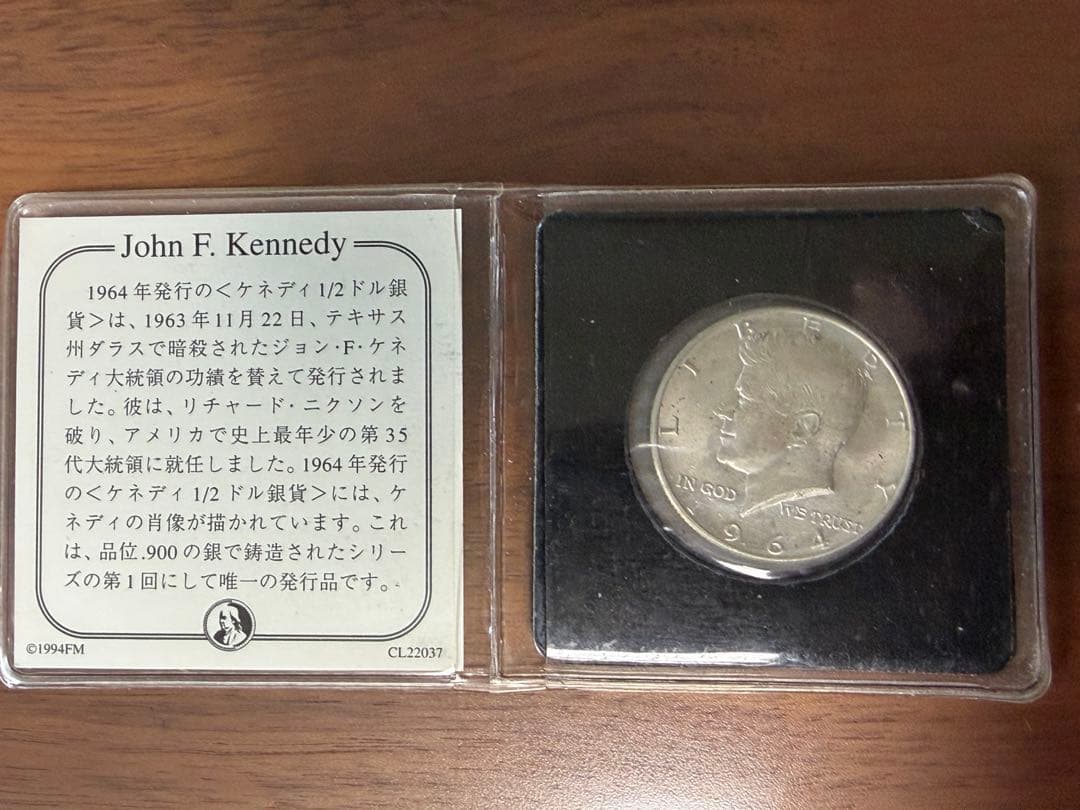 John F. Kennedy
1964年発行の＜ケネディ1/2ドル銀
貨＞は、1963年11月22日、テキサス
州ダラスで暗殺されたジョン・F・ケネ
ディ大統領の功績を賛えて発行されま
した。彼は、リチャード・ニクソンを
破り、アメリカで史上最年少の第35
代大統領に就任しました。1964年発行
の＜ケネディ1/2ドル銀貨＞には、ケ
ネディの肖像が描かれています。これ
は、品位.900の銀で鋳造されたシリー
ズの第1回にして唯一の発行品です。
©1994FM
CL22037
LIBERTY
IN GOD
WE TRUST
1964